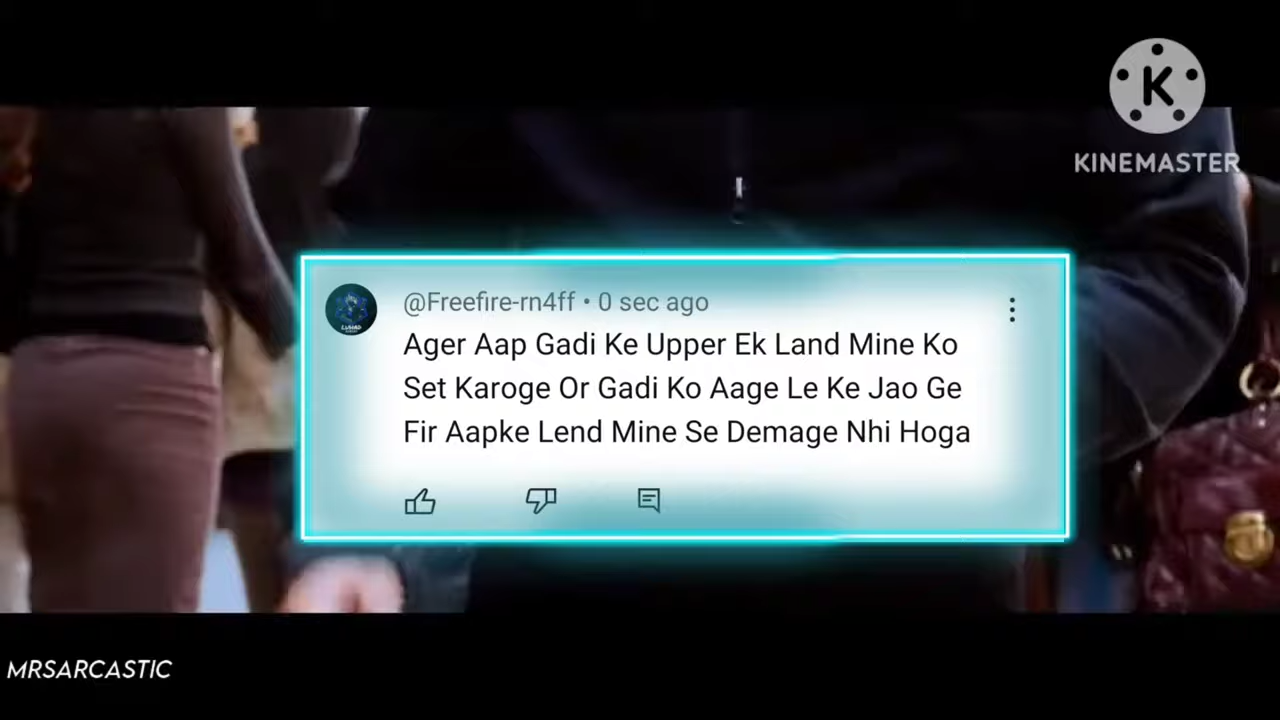 K
KINEMASTER
@Freefire-rn4ff • 0 sec ago
Ager Aap Gadi Ke Upper Ek Land Mine Ko
Set Karoge Or Gadi Ko Aage Le Ke Jao Ge
Fir Aapke Lend Mine Se Demage Nhi Hoga
MRSARCASTIC